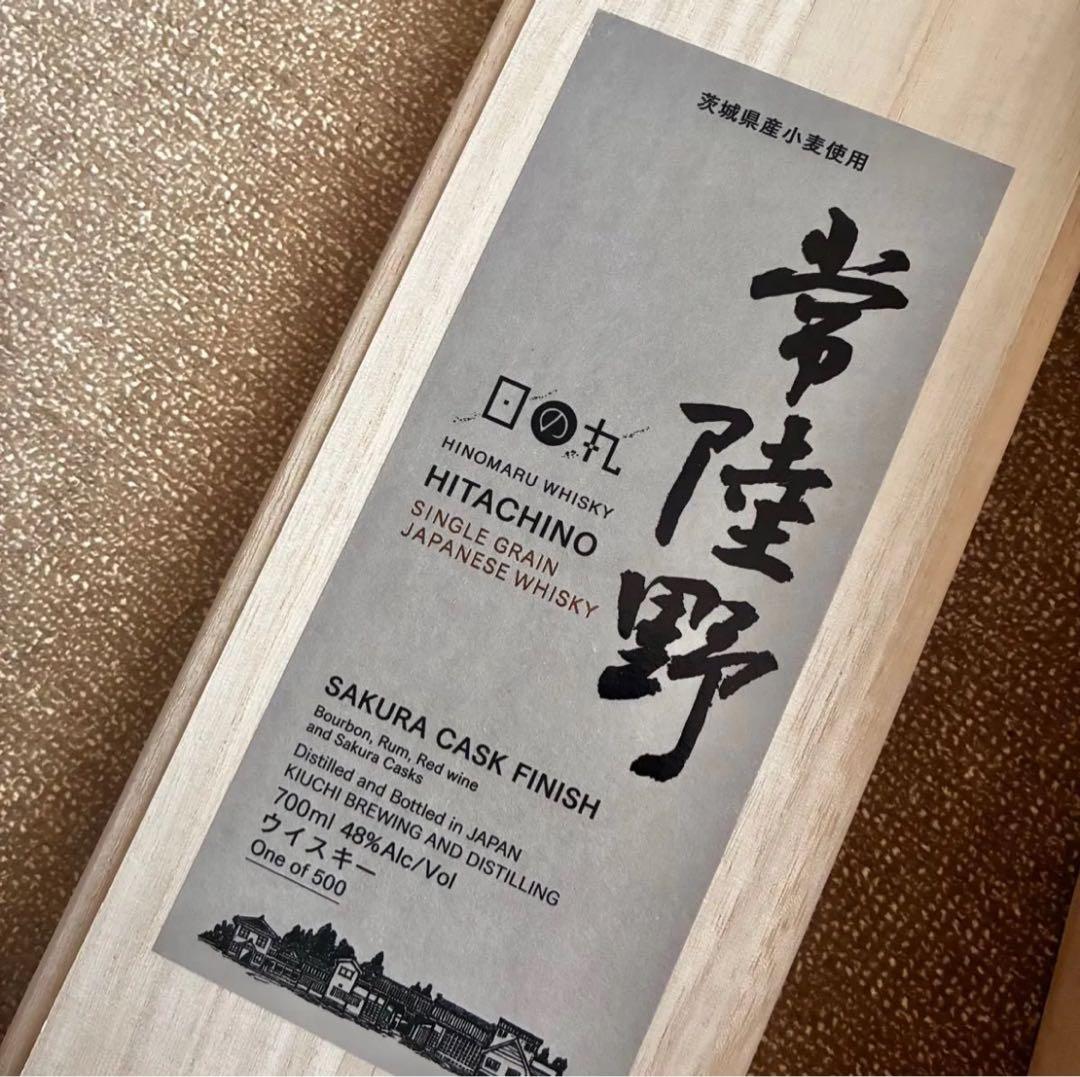 茨城県産小麦使用
常陸野
日の丸
HINOMARU WHISKY
HITACHINO
SINGLE GRAIN
JAPANESE WHISKY
SAKURA CASK FINISH
Bourbon, Rum, Red wine
and Sakura Casks
Distilled and Bottled in JAPAN
KIUCHI BREWING AND DISTILLING
700ml 48%Alc/Vol
ウイスキー
One of 500